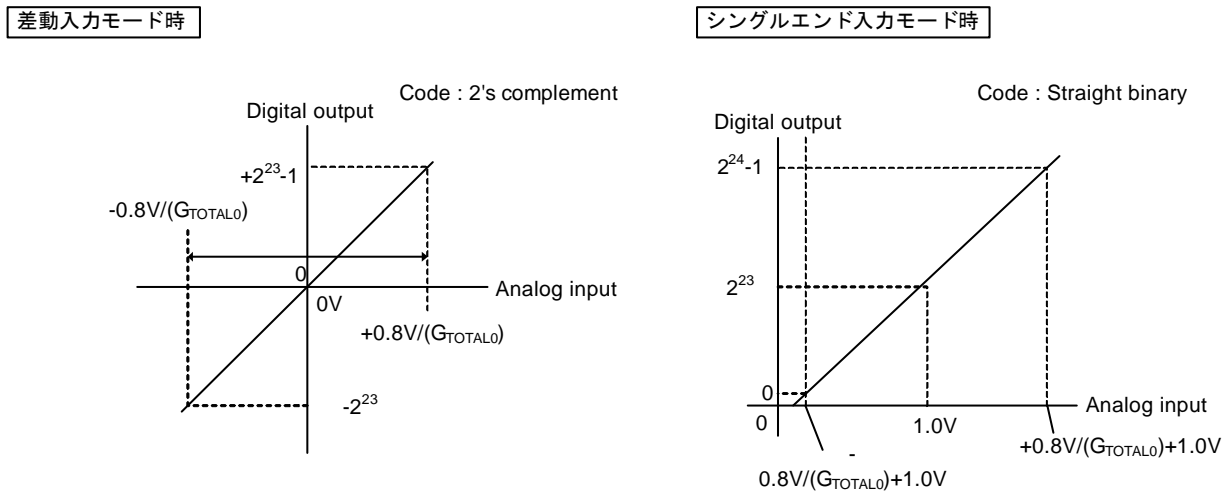 差動入力モード時
Code : 2's complement
Digital output
+2^23-1
-0.8V/(G_TOTAL0)
0
0V
Analog input
+0.8V/(G_TOTAL0)
-2^23
シングルエンド入力モード時
Code : Straight binary
Digital output
2^24-1
2^23
0
0
1.0V
Analog input
+0.8V/(G_TOTAL0)+1.0V
-
0.8V/(G_TOTAL0)+1.0V